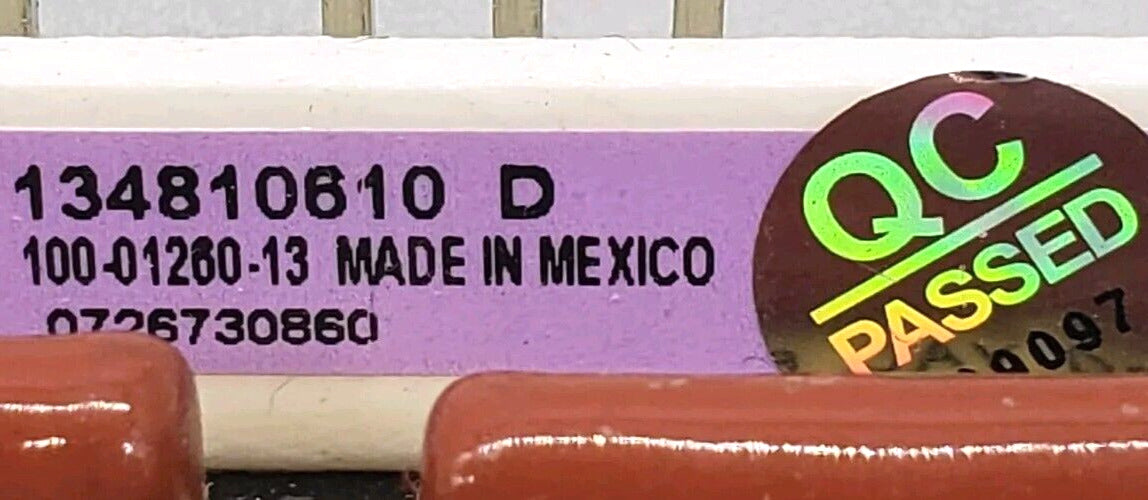 134810610 D
100-01260-13 MADE IN MEXICO
0726730860
QC
PASSED